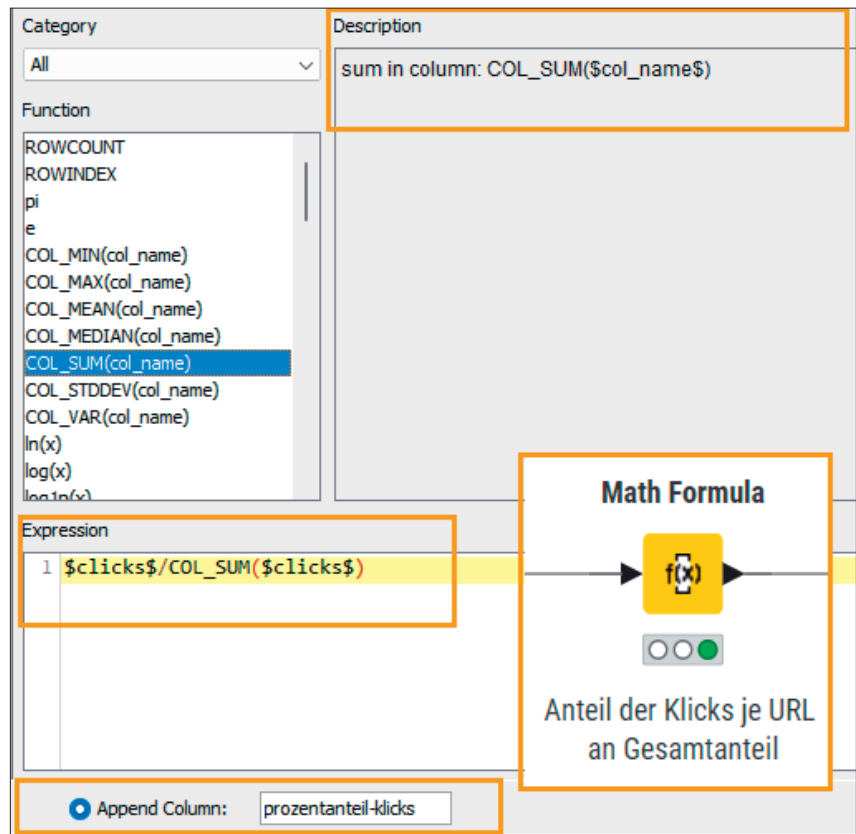 Category
All
Function
ROWCOUNT
ROWINDEX
pi
e
COL_MIN(col_name)
COL_MAX(col_name)
COL_MEAN(col_name)
COL_MEDIAN(col_name)
COL_SUM(col_name)
COL_STDDEV(col_name)
COL_VAR(col_name)
ln(x)
log(x)
log1p(x)
Description
sum in column: COL_SUM($col_name$)
Expression
1 $clicks$/COL_SUM($clicks$)
Math Formula
f(x)
Anteil der Klicks je URL
an Gesamtanteil
Append Column: prozentanteil-klicks